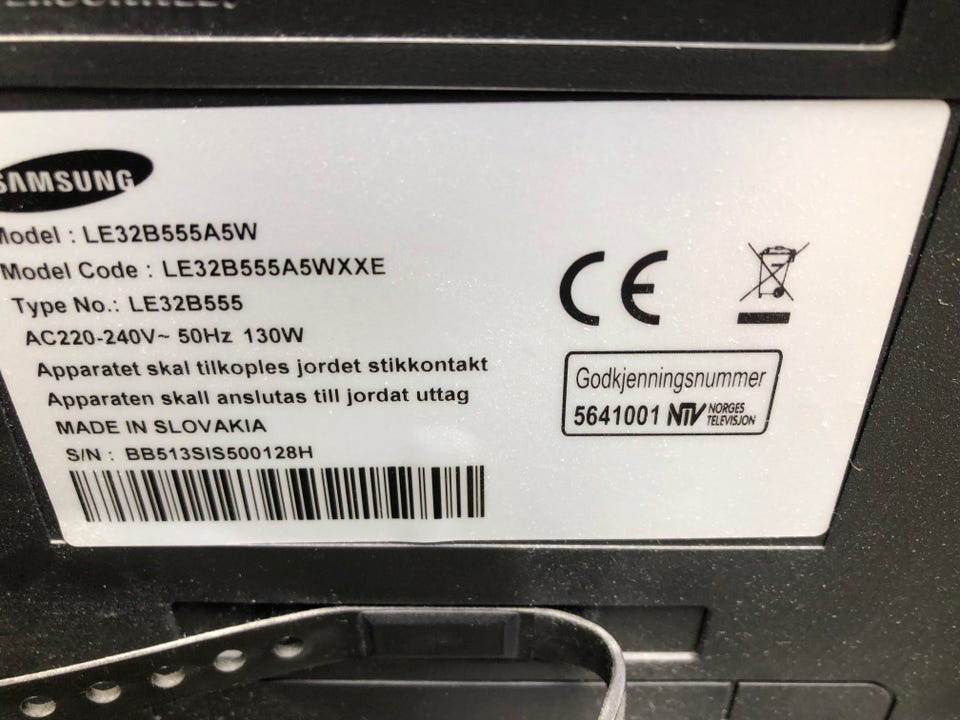 SAMSUNG
Model : LE32B555A5W
Model Code : LE32B555A5WXXE
Type No.: LE32B555
AC220-240V~ 50Hz 130W
Apparatet skal tilkoples jordet stikkontakt
Apparaten skall anslutas till jordat uttag
MADE IN SLOVAKIA
S/N : BB513SIS500128H
CE
Godkjenningsnummer
5641001 NTV NORGES
TELEVISJON